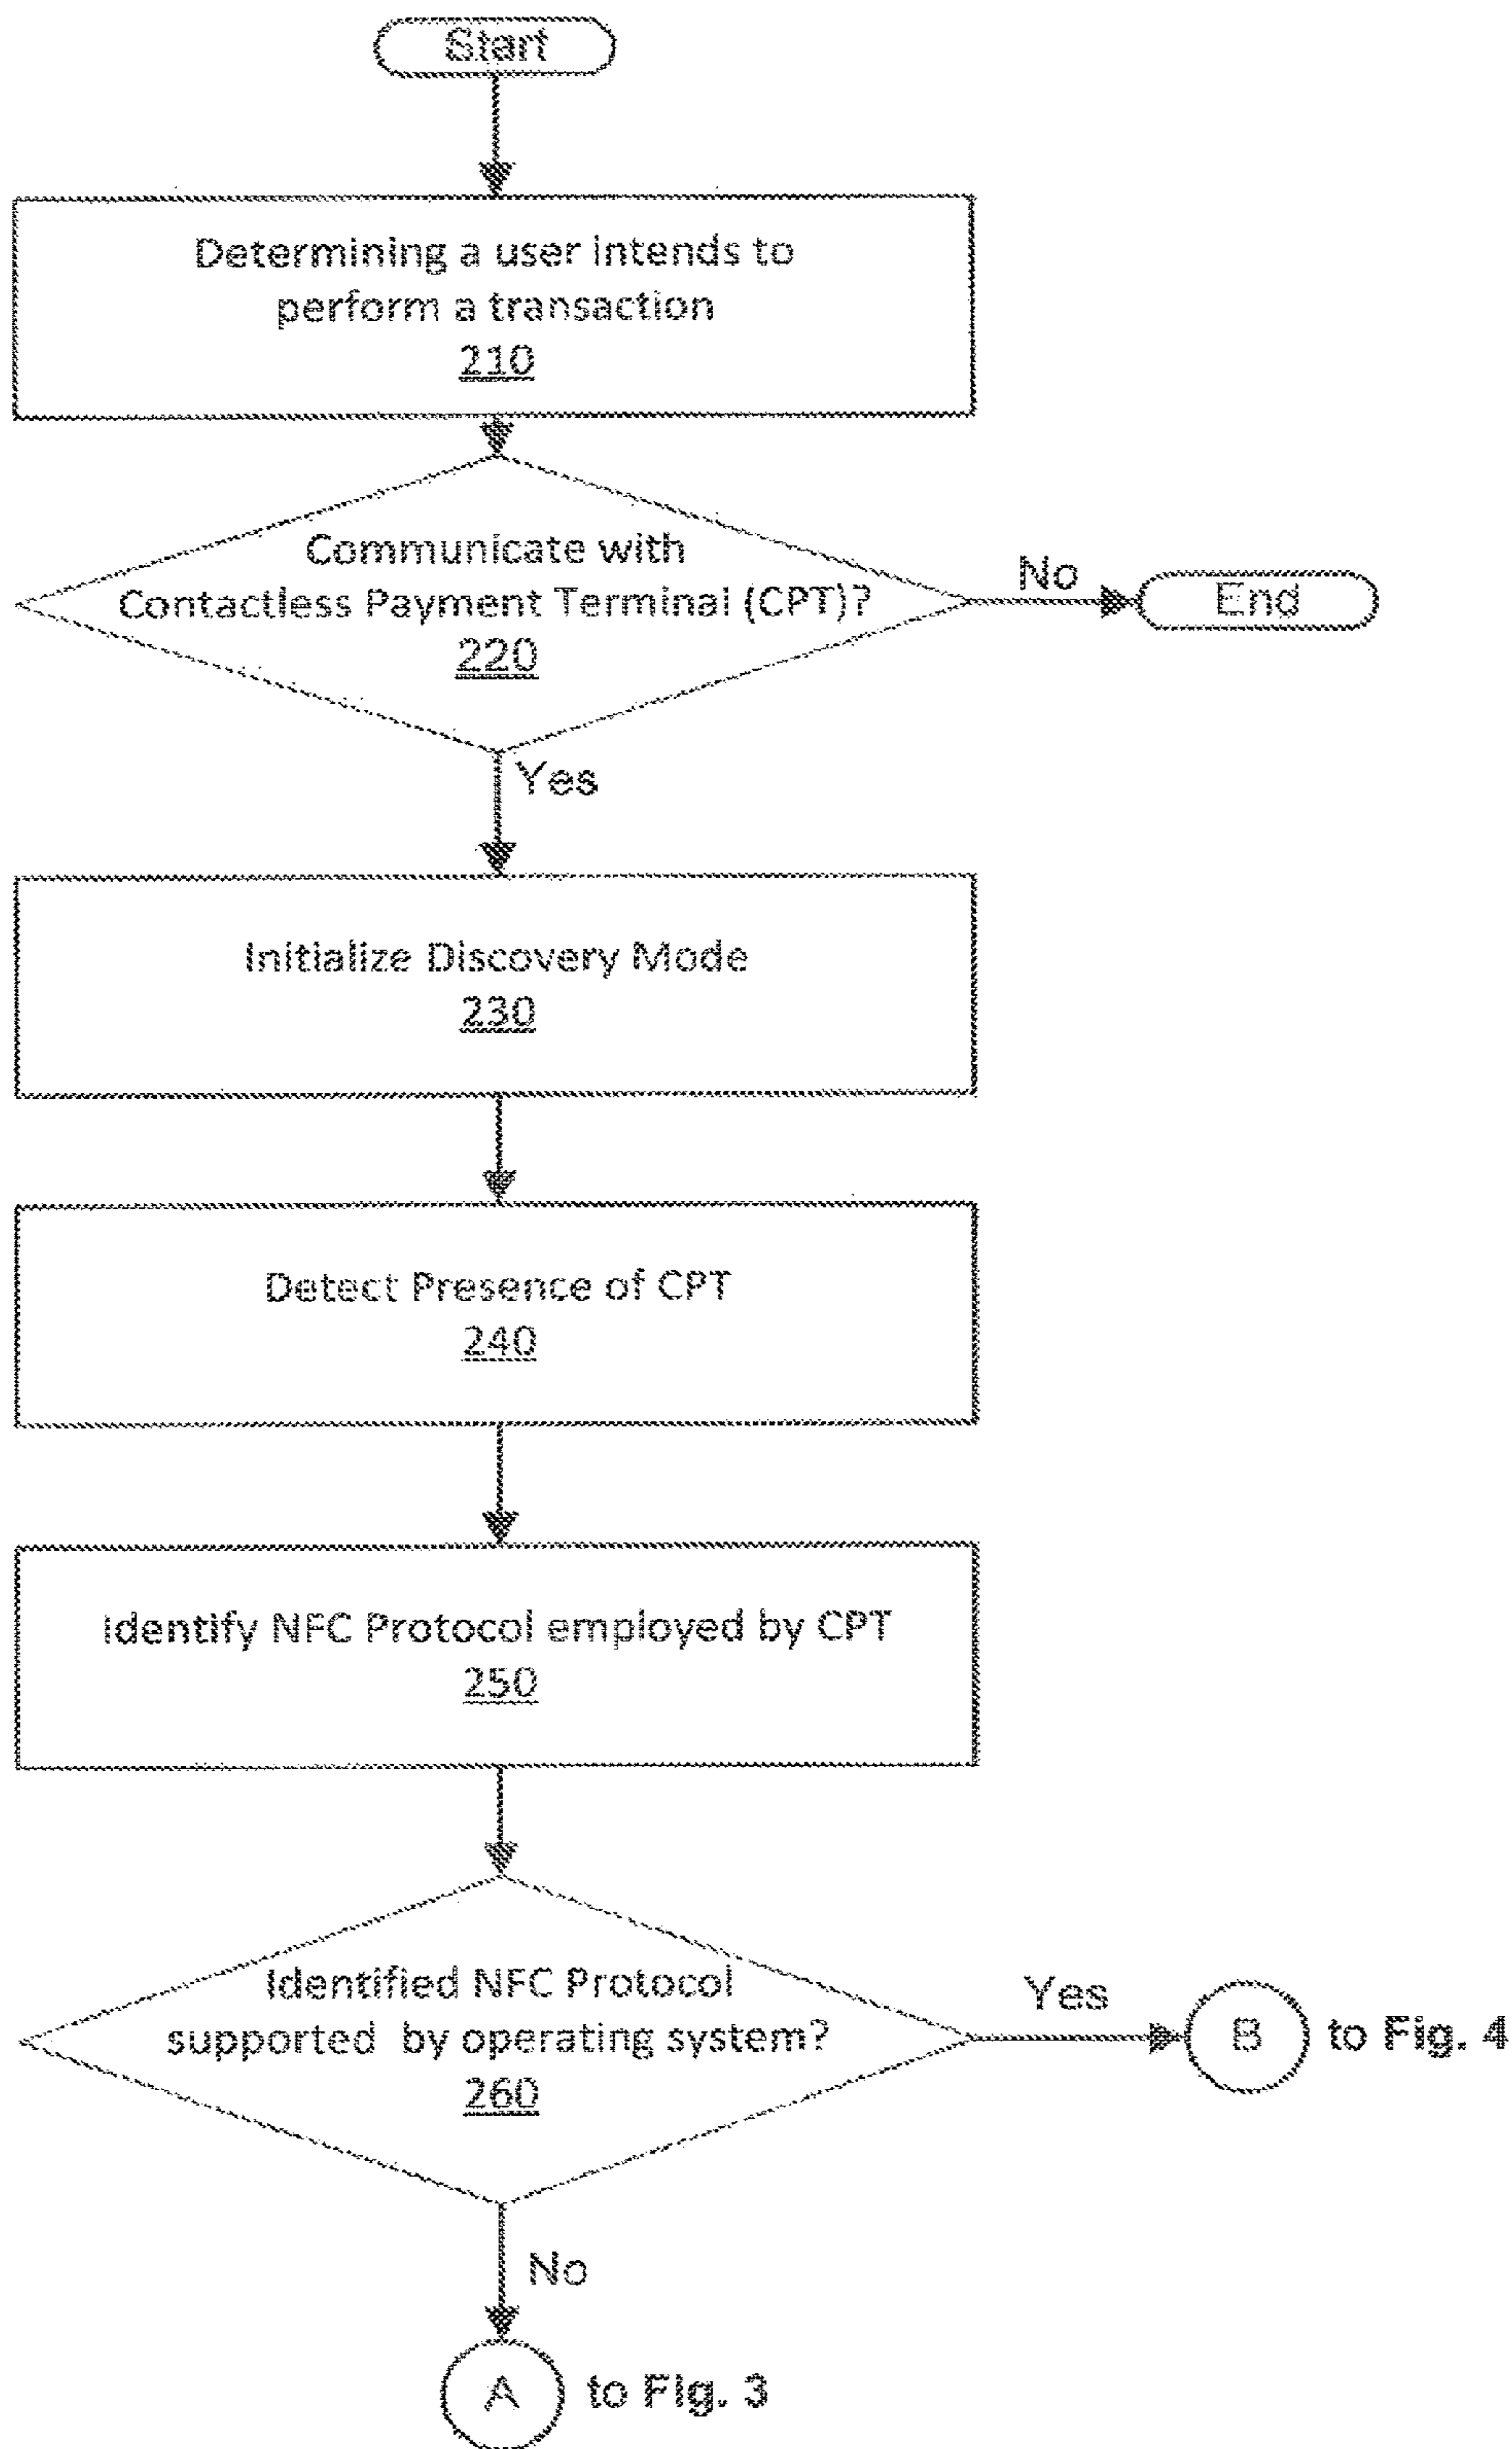 Start
Determining a user intends to
perform a transaction
210
Communicate with
Contactless Payment Terminal (CPT)?
220
No
End
Yes
Initialize Discovery Mode
230
Detect Presence of CPT
240
Identify NFC Protocol employed by CPT
250
Identified NFC Protocol
supported by operating system?
260
Yes
B
to Fig. 4
No
A
to Fig. 3